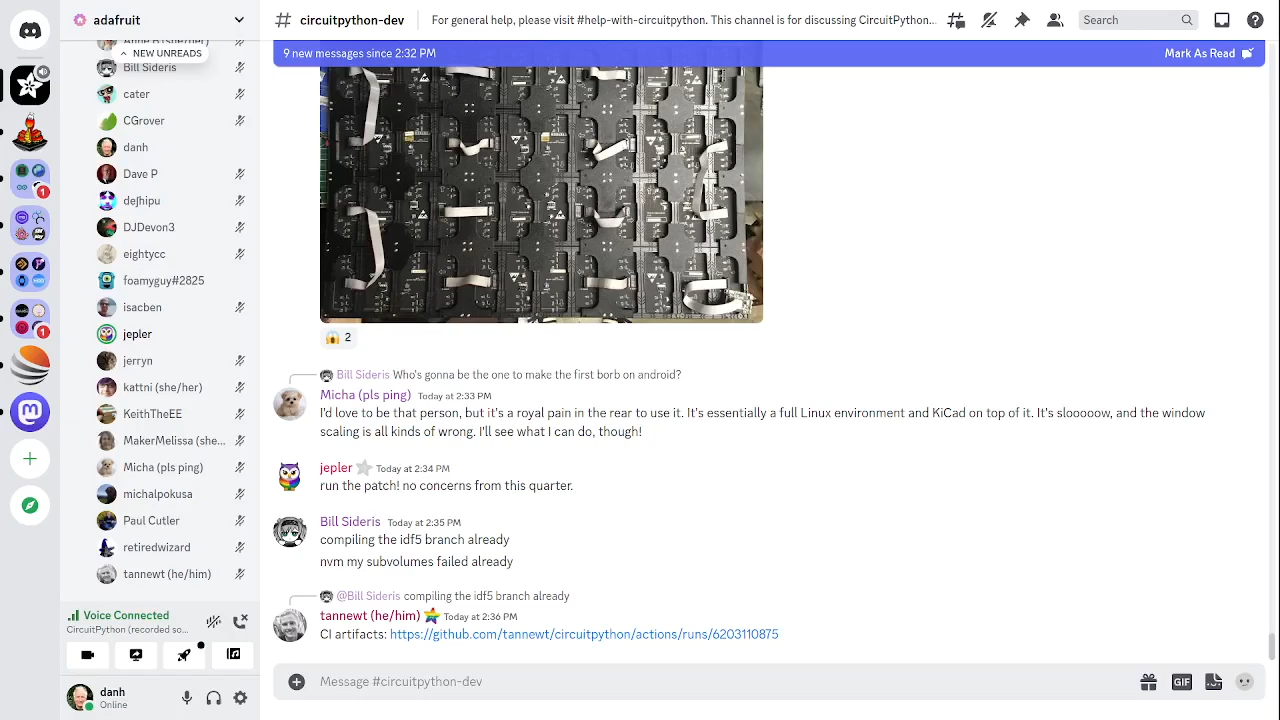 adafruit
NEW UNREADS
Bill Sideris
cater
CGrover
danh
Dave P
dejhipu
DJDevon3
eightycc
foamyguy#2825
isacben
jepler
jerryn
kattni (she/her)
KeithTheEE
MakerMelissa (she...
Micha (pls ping)
michalpokusa
Paul Cutler
retiredwizard
tannewt (he/him)
Voice Connected
CircuitPython (recorded so...
danh
Online
1
1
# circuitpython-dev
For general help, please visit #help-with-circuitpython. This channel is for discussing CircuitPython...
Search
9 new messages since 2:32 PM
Mark As Read
2
Bill Sideris Who's gonna be the one to make the first borb on android?
Micha (pls ping) Today at 2:33 PM
I'd love to be that person, but it's a royal pain in the rear to use it. It's essentially a full Linux environment and KiCad on top of it. It's slooooow, and the window
scaling is all kinds of wrong. I'll see what I can do, though!
jepler Today at 2:34 PM
run the patch! no concerns from this quarter.
Bill Sideris Today at 2:35 PM
compiling the idf5 branch already
nvm my subvolumes failed already
@Bill Sideris compiling the idf5 branch already
tannewt (he/him) Today at 2:36 PM
CI artifacts: https://github.com/tannewt/circuitpython/actions/runs/6203110875
Message #circuitpython-dev
GIF